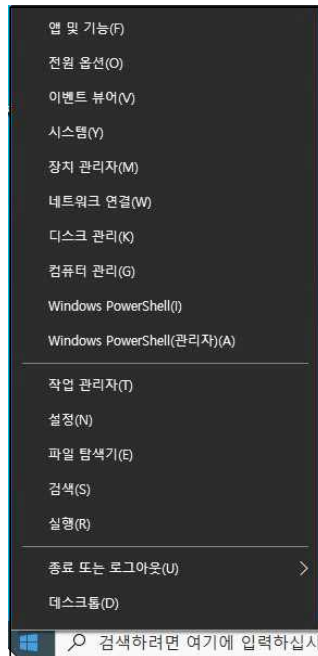 앱 및 기능(F)
전원 옵션(O)
이벤트 뷰어(V)
시스템(Y)
장치 관리자(M)
네트워크 연결(W)
디스크 관리(K)
컴퓨터 관리(G)
Windows PowerShell(I)
Windows PowerShell(관리자)(A)
작업 관리자(T)
설정(N)
파일 탐색기(E)
검색(S)
실행(R)
종료 또는 로그아웃(U)
데스크톱(D)
검색하려면 여기에 입력하십시